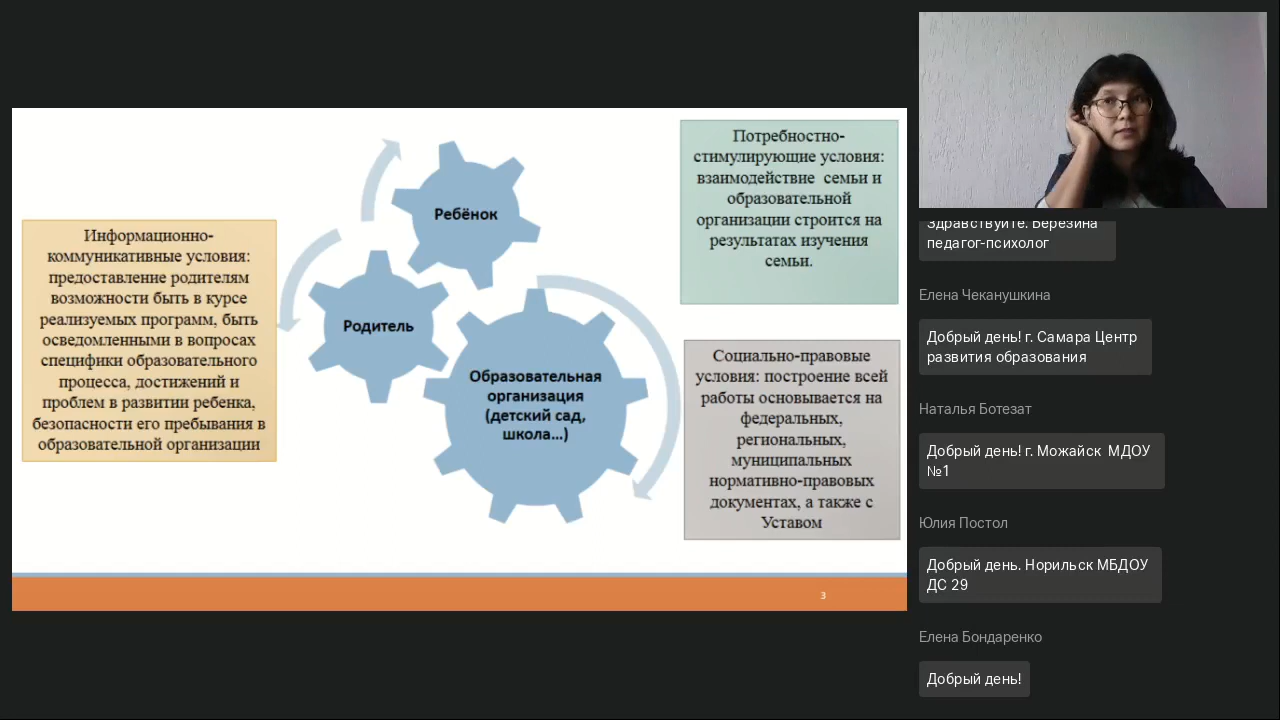 Информационно-
коммуникативные условия:
предоставление родителям
возможности быть в курсе
реализуемых программ, быть
осведомленными в вопросах
специфики образовательного
процесса, достижений и
проблем в развитии ребенка,
безопасности его пребывания в
образовательной организации
Ребёнок
Родитель
Образовательная
организация
(детский сад,
школа...)
Потребностно-
стимулирующие условия:
взаимодействие семьи и
образовательной
организации строится на
результатах изучения
семьи.
Социально-правовые
условия: построение всей
работы основывается на
федеральных,
региональных,
муниципальных
нормативно-правовых
документах, а также с
Уставом
3
Здравствуйте. Березина
педагог-психолог
Елена Чеканушкина
Добрый день! г. Самара Центр
развития образования
Наталья Ботезат
Добрый день! г. Можайск МДОУ
№1
Юлия Постол
Добрый день. Норильск МБДОУ
ДС 29
Елена Бондаренко
Добрый день!